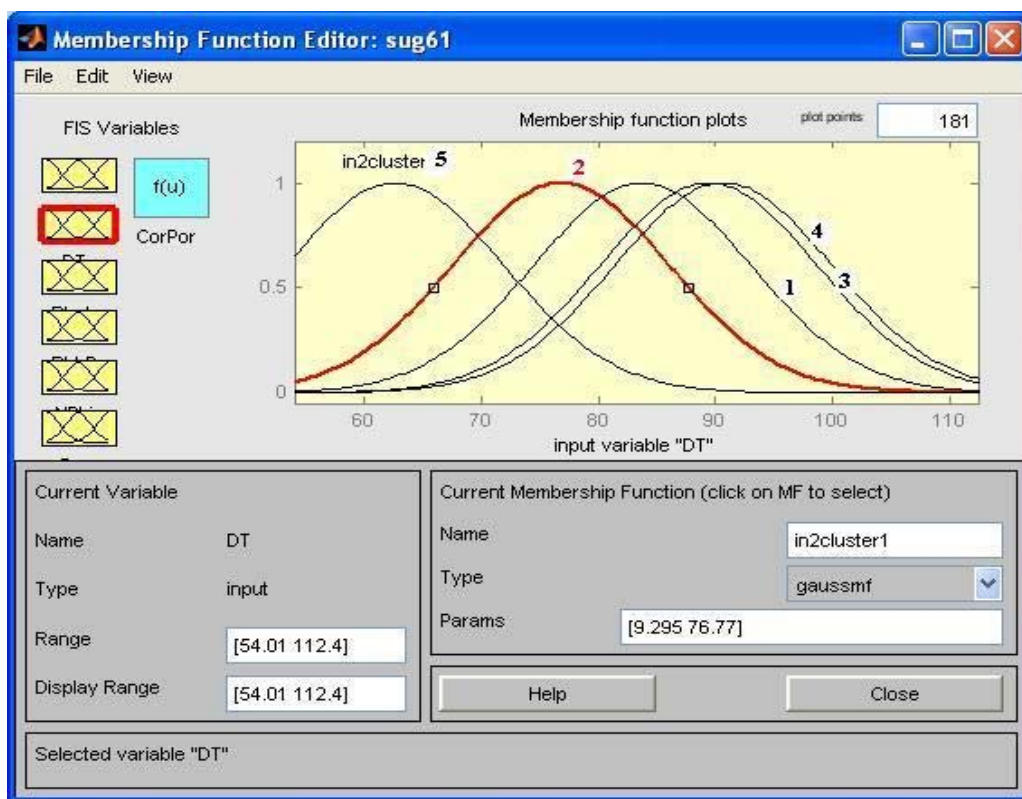 Membership Function Editor: sug61
File Edit View
FIS Variables
f(u)
CorPor
Membership function plots
plot points
181
in2cluster 5
2
4
3
1
1
0.5
0
60 70 80 90 100 110
input variable "DT"
Current Variable
Name DT
Type input
Range [54.01 112.4]
Display Range [54.01 112.4]
Current Membership Function (click on MF to select)
Name in2cluster1
Type gaussmf
Params [9.295 76.77]
Help Close
Selected variable "DT"